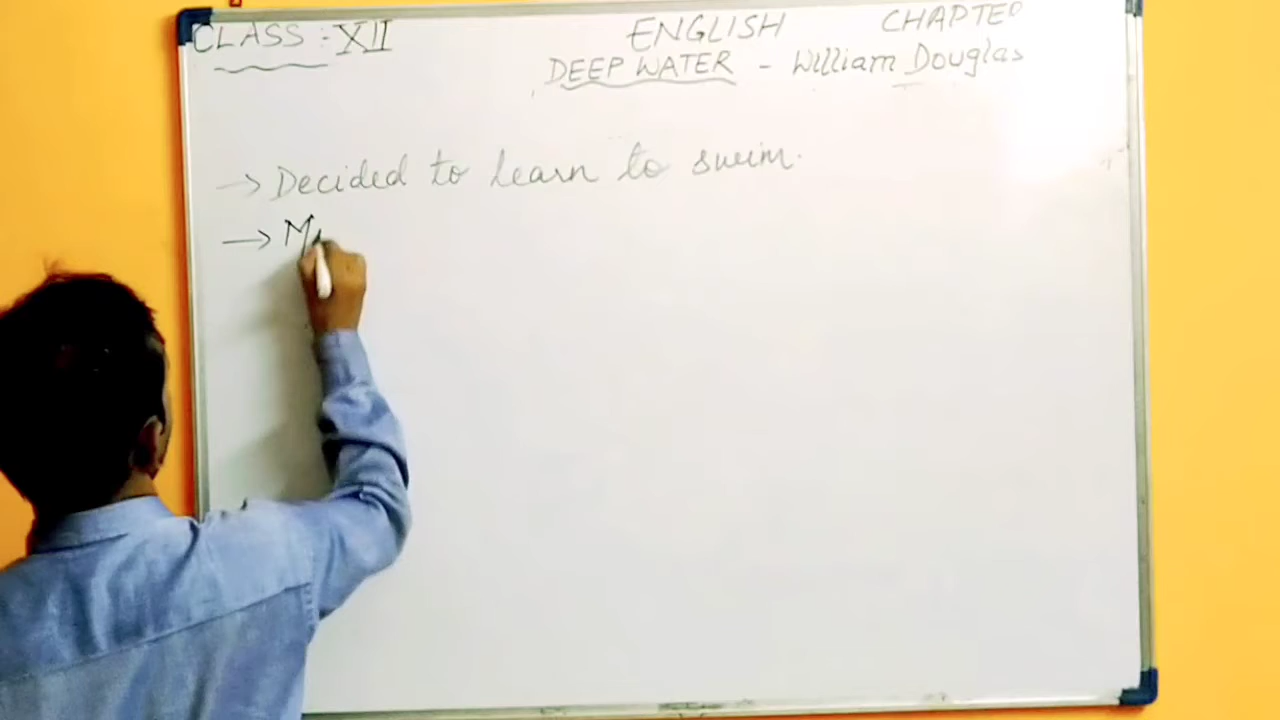 CLASS : XII
ENGLISH CHAPTER
DEEP WATER - William Douglas
→ Decided to learn to swim.
→ M